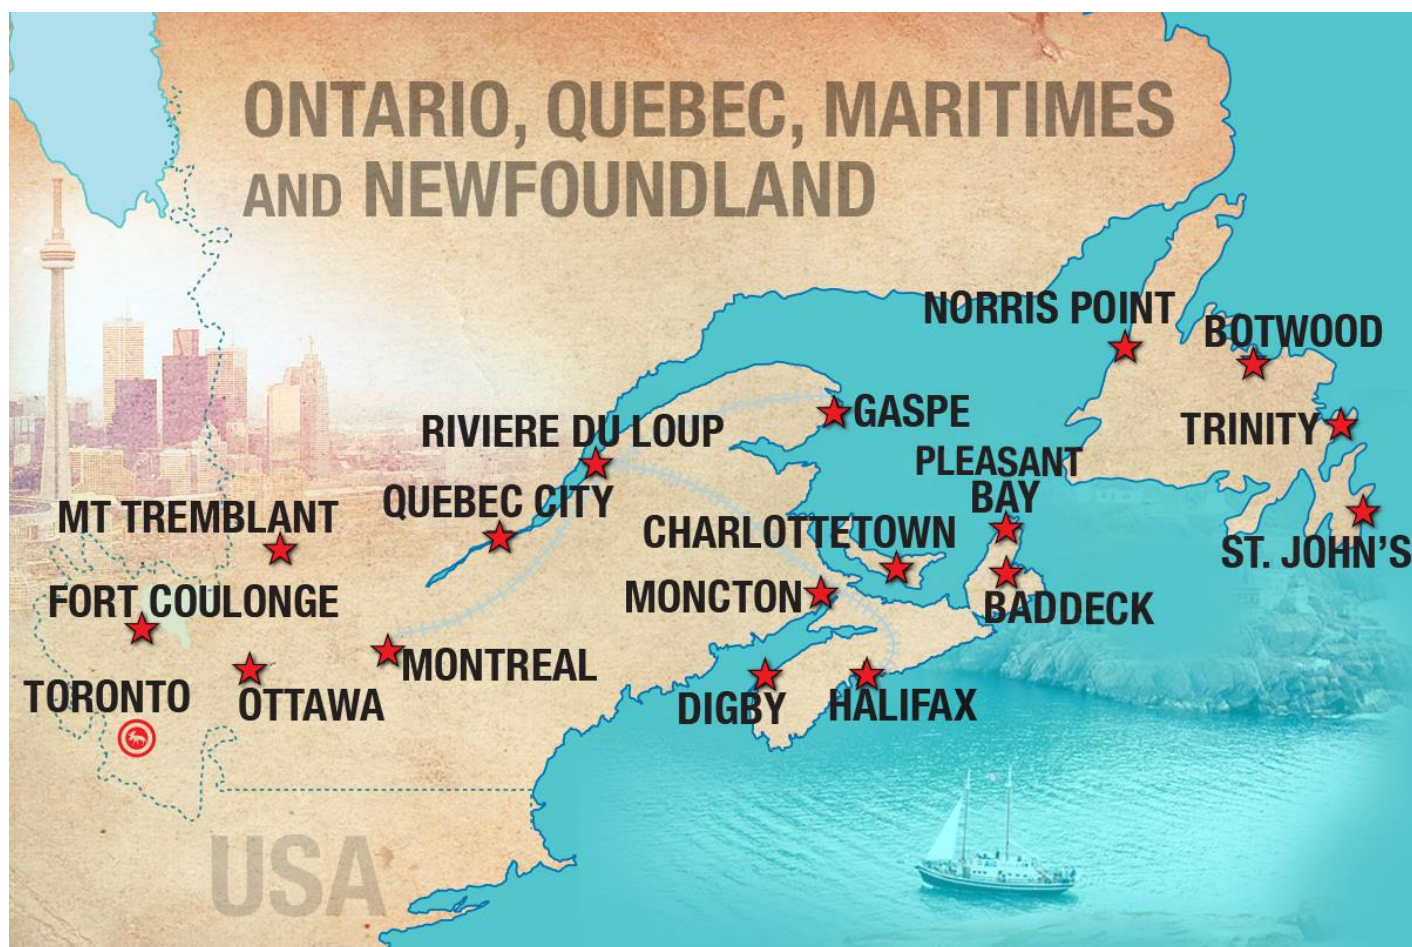 ONTARIO, QUEBEC, MARITIMES
AND NEWFOUNDLAND
NORRIS POINT
BOTWOOD
GASPE
TRINITY
RIVIERE DU LOUP
PLEASANT
BAY
QUEBEC CITY
MT TREMBLANT
CHARLOTTETOWN
ST. JOHN'S
FORT COULONGE
MONCTON
BADDECK
MONTREAL
TORONTO
OTTAWA
DIGBY
HALIFAX
USA